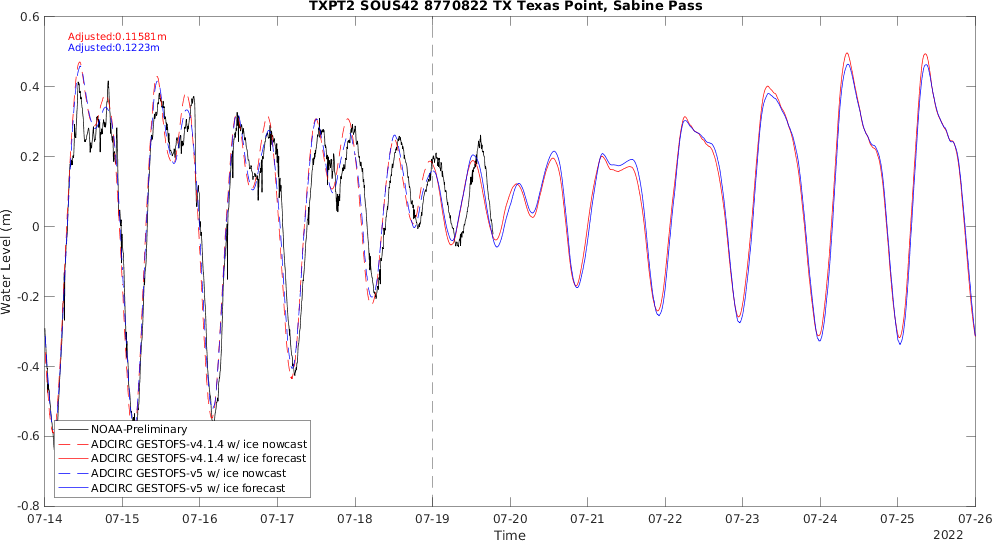 TXPT2 SOUS42 8770822 TX Texas Point, Sabine Pass
Adjusted:0.11581m
Adjusted:0.1223m
Water Level (m)
0.6
0.4
0.2
0
-0.2
-0.4
-0.6
-0.8
NOAA-Preliminary
ADCIRC GESTOFS-v4.1.4 w/ ice nowcast
ADCIRC GESTOFS-v4.1.4 w/ ice forecast
ADCIRC GESTOFS-v5 w/ ice nowcast
ADCIRC GESTOFS-v5 w/ ice forecast
07-14 07-15 07-16 07-17 07-18 07-19 07-20 07-21 07-22 07-23 07-24 07-25 07-26
Time
2022